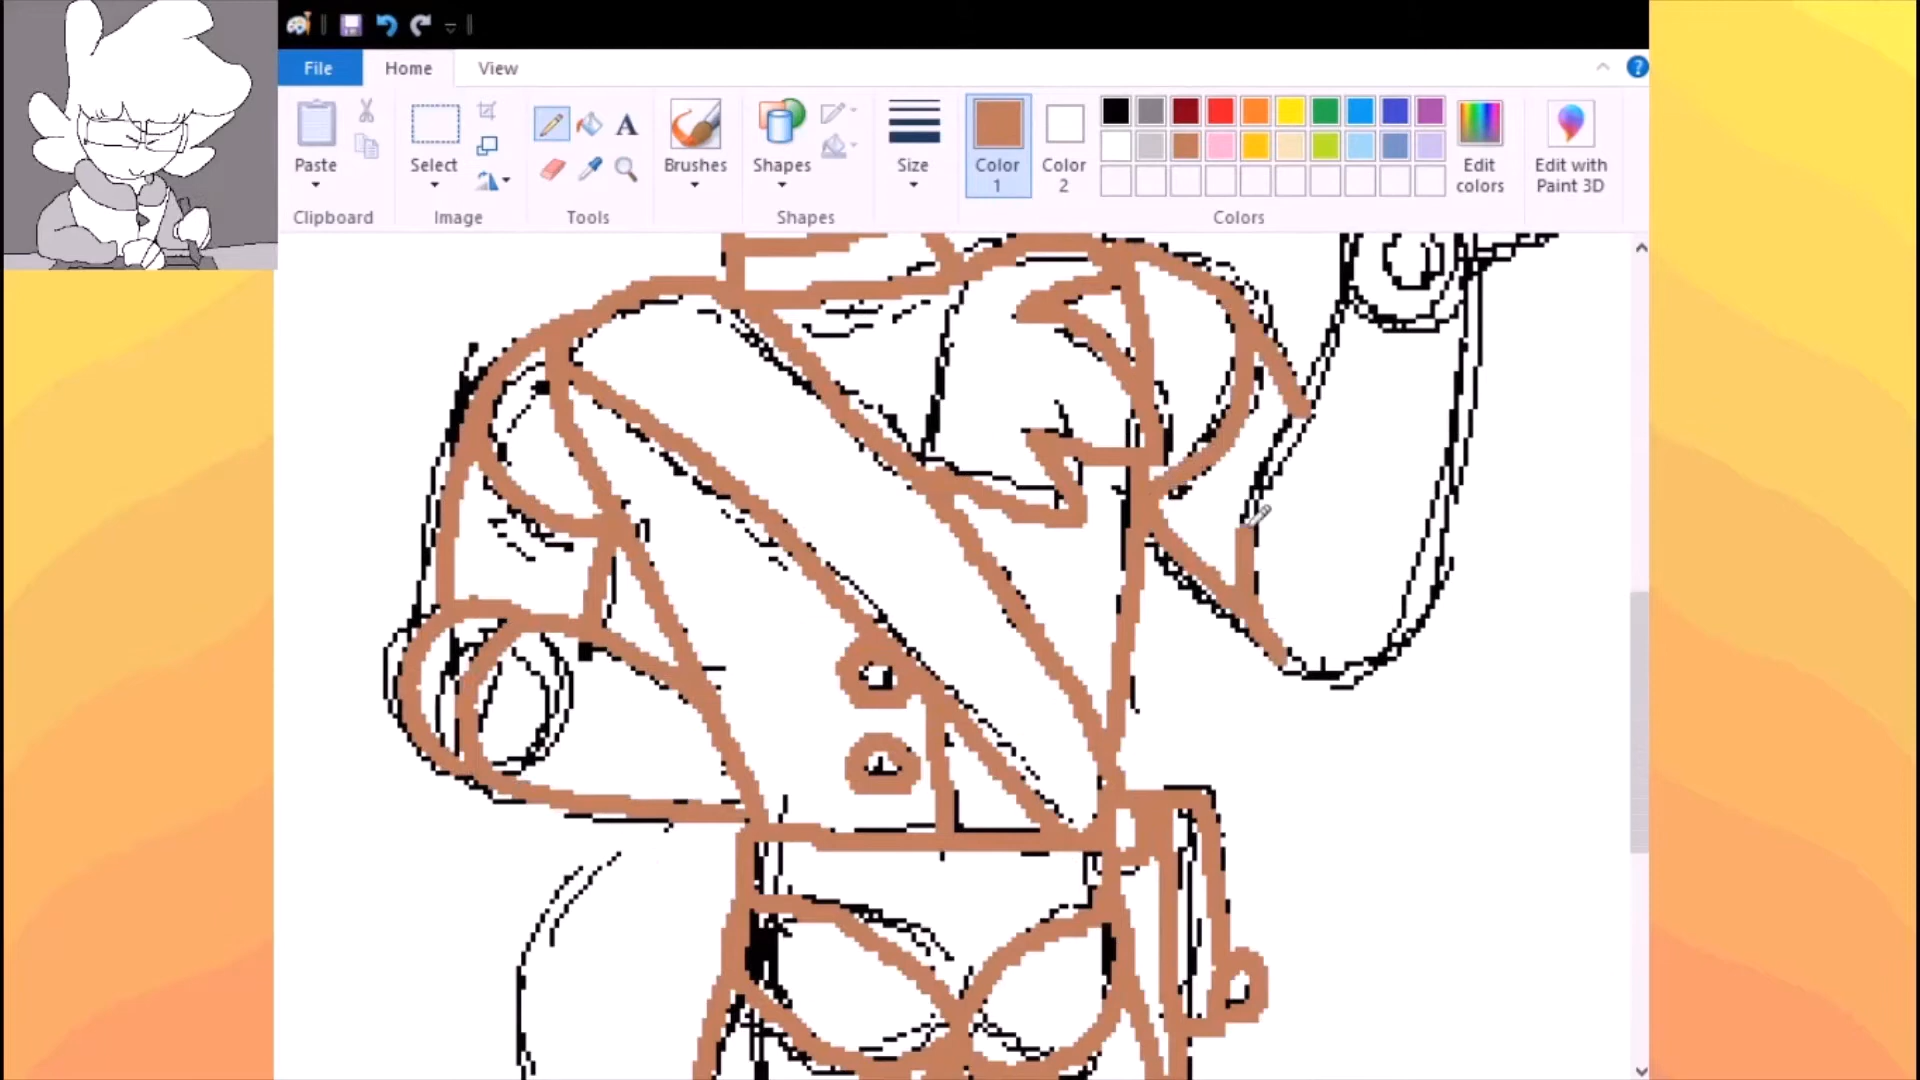 File Home View
Paste Select Brushes Shapes Size Color 1 Color 2 Edit colors Edit with Paint 3D
Clipboard Image Tools Shapes Colors